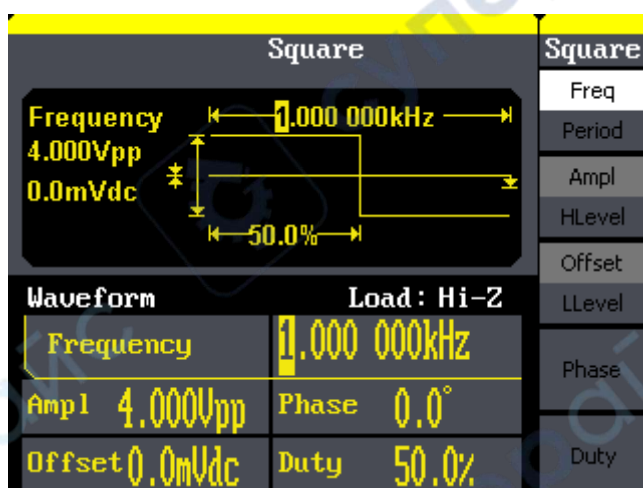 Square
Square
Frequency
1.000 000kHz
4.000Vpp
0.0mVdc
50.0%
Waveform
Load: Hi-Z
Frequency
1.000 000kHz
Ampl 4.000Vpp
Phase 0.0°
Offset 0.0mVdc
Duty 50.0%
Freq
Period
Ampl
HLevel
Offset
LLevel
Phase
Duty